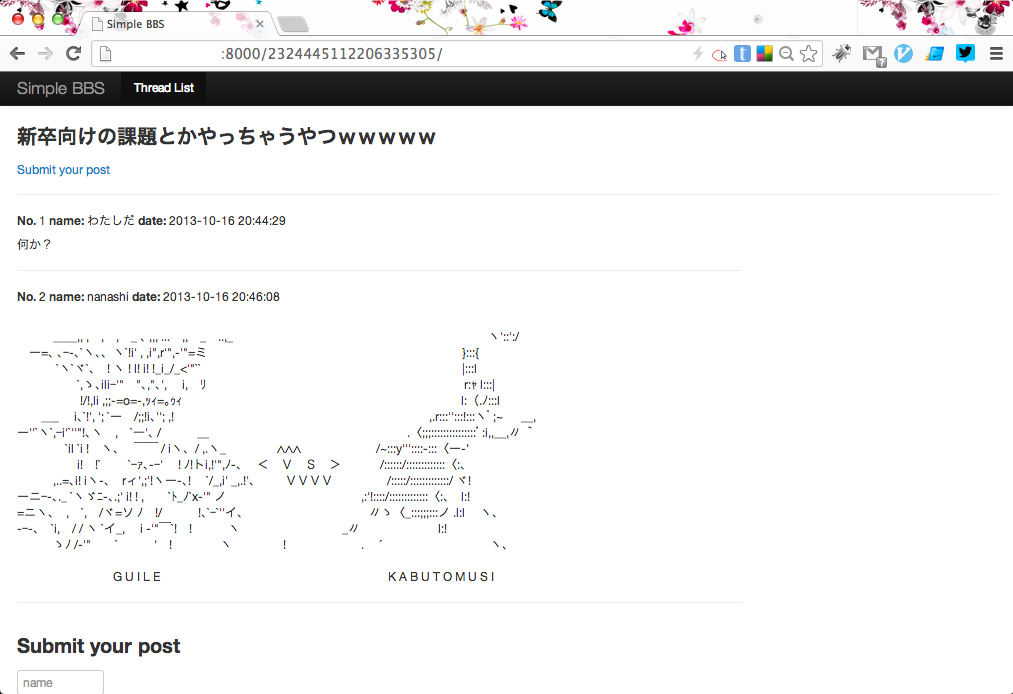 Simple BBS
:8000/2324445112206335305/
Simple BBS Thread List
新卒向けの課題とかやっちゃうやつｗｗｗｗｗ
Submit your post
No. 1 name: わたしだ date: 2013-10-16 20:44:29
何か？
No. 2 name: nanashi date: 2013-10-16 20:46:08
＜ Ｖ Ｓ ＞
ＶＶＶＶ
ＧＵＩＬＥ ＫＡＢＵＴＯＭＵＳＩ
Submit your post
name